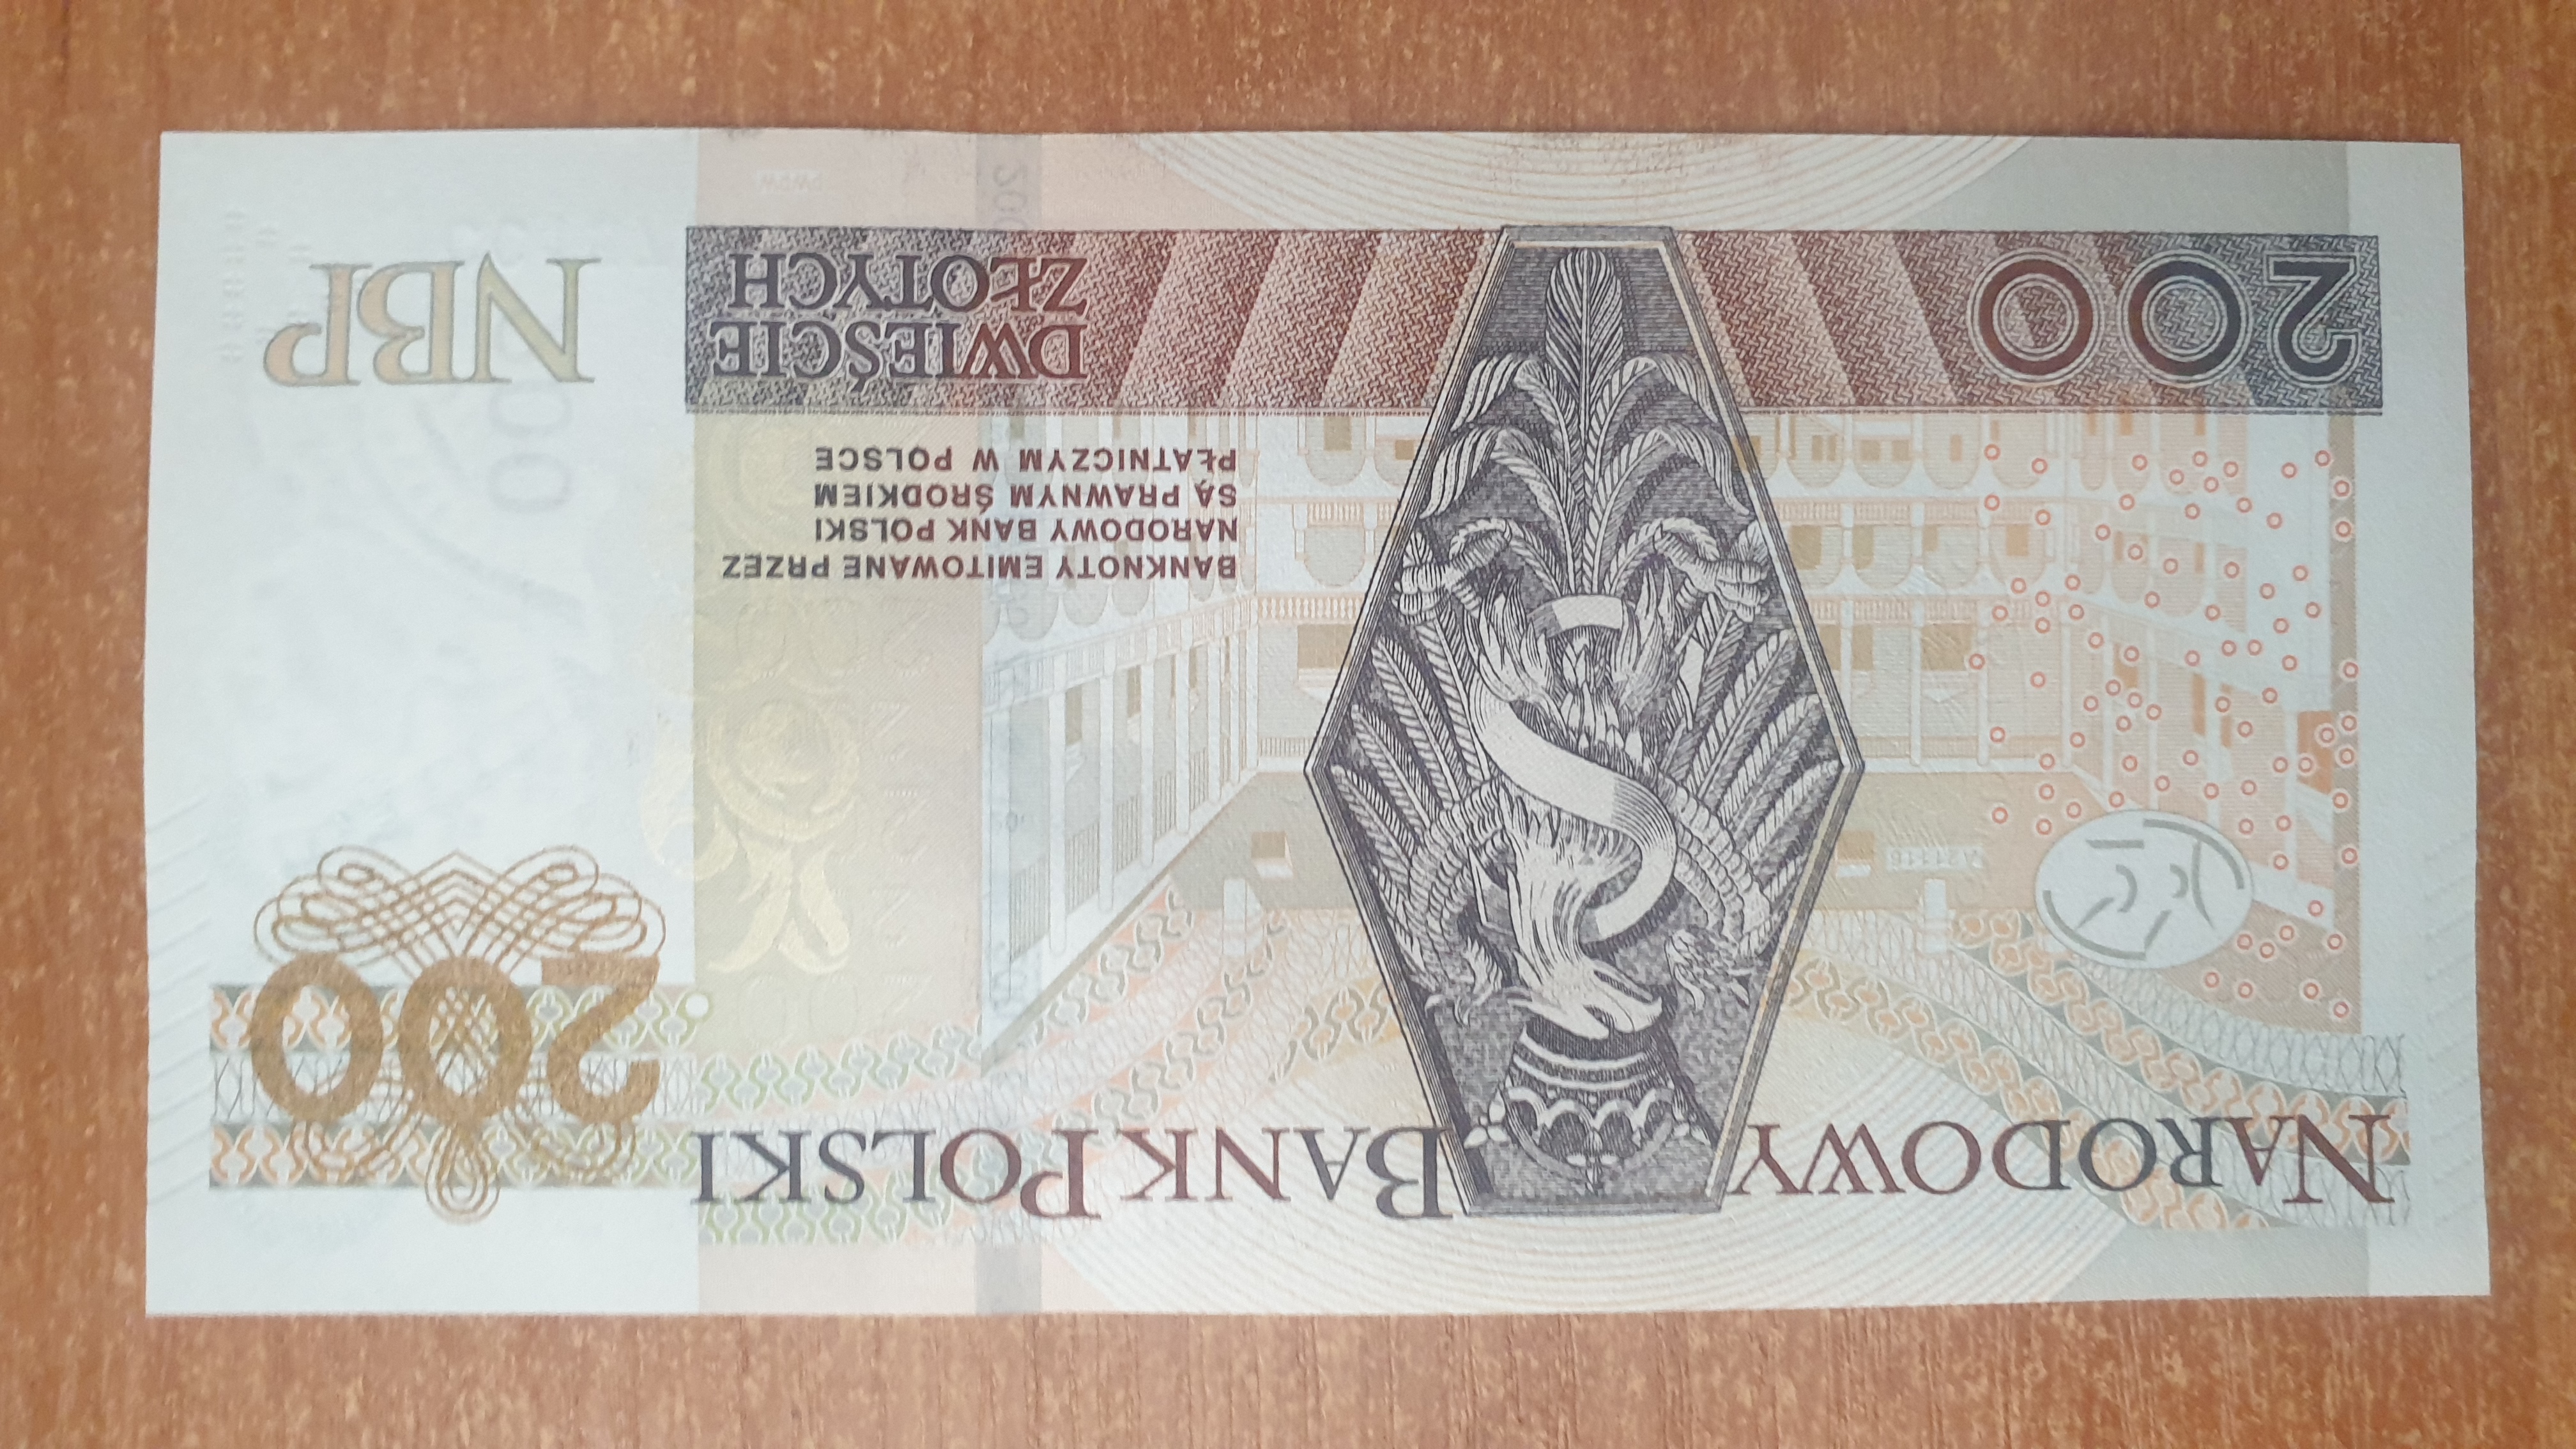 NARODOWY BANK POLSKI
200
BANKNOTY EMITOWANE PRZEZ
NARODOWY BANK POLSKI
SĄ PRAWNYM ŚRODKIEM
PŁATNICZYM W POLSCE
200
DWIEŚCIE
ZŁOTYCH
NBP